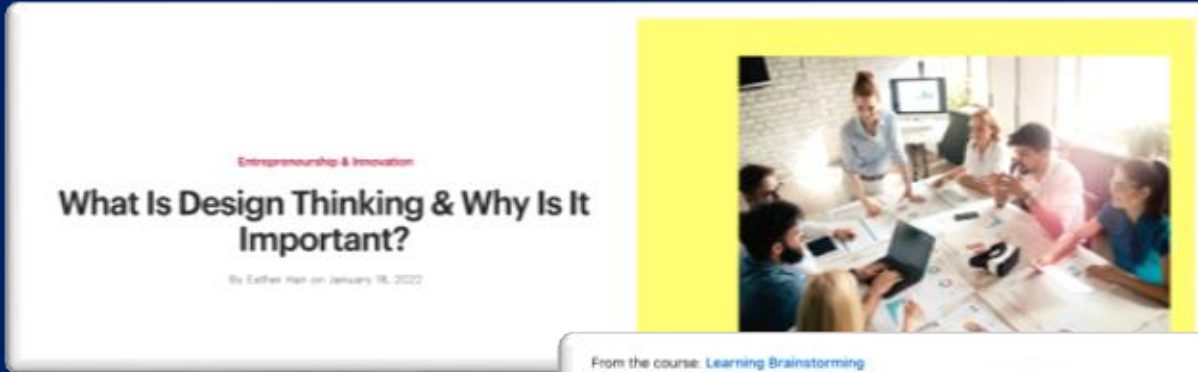 Entrepreneurship & Innovation
What Is Design Thinking & Why Is It
Important?
By Esther Han on January 18, 2022
From the course: Learning Brainstorming